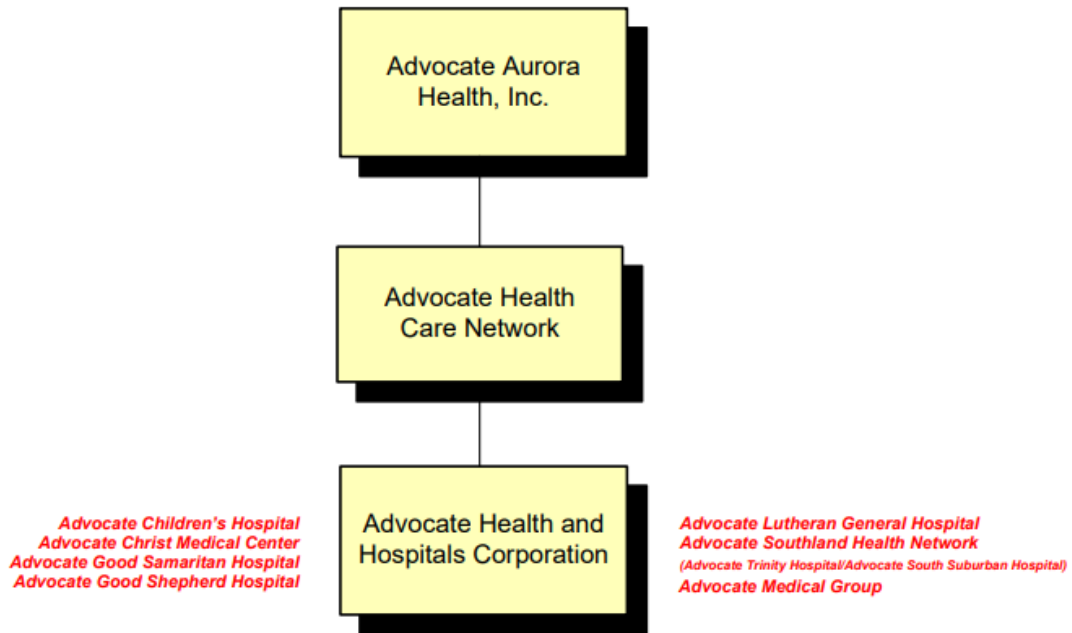 Advocate Aurora
Health, Inc.
Advocate Health
Care Network
Advocate Children's Hospital
Advocate Christ Medical Center
Advocate Good Samaritan Hospital
Advocate Good Shepherd Hospital
Advocate Health and
Hospitals Corporation
Advocate Lutheran General Hospital
Advocate Southland Health Network
(Advocate Trinity Hospital/Advocate South Suburban Hospital)
Advocate Medical Group